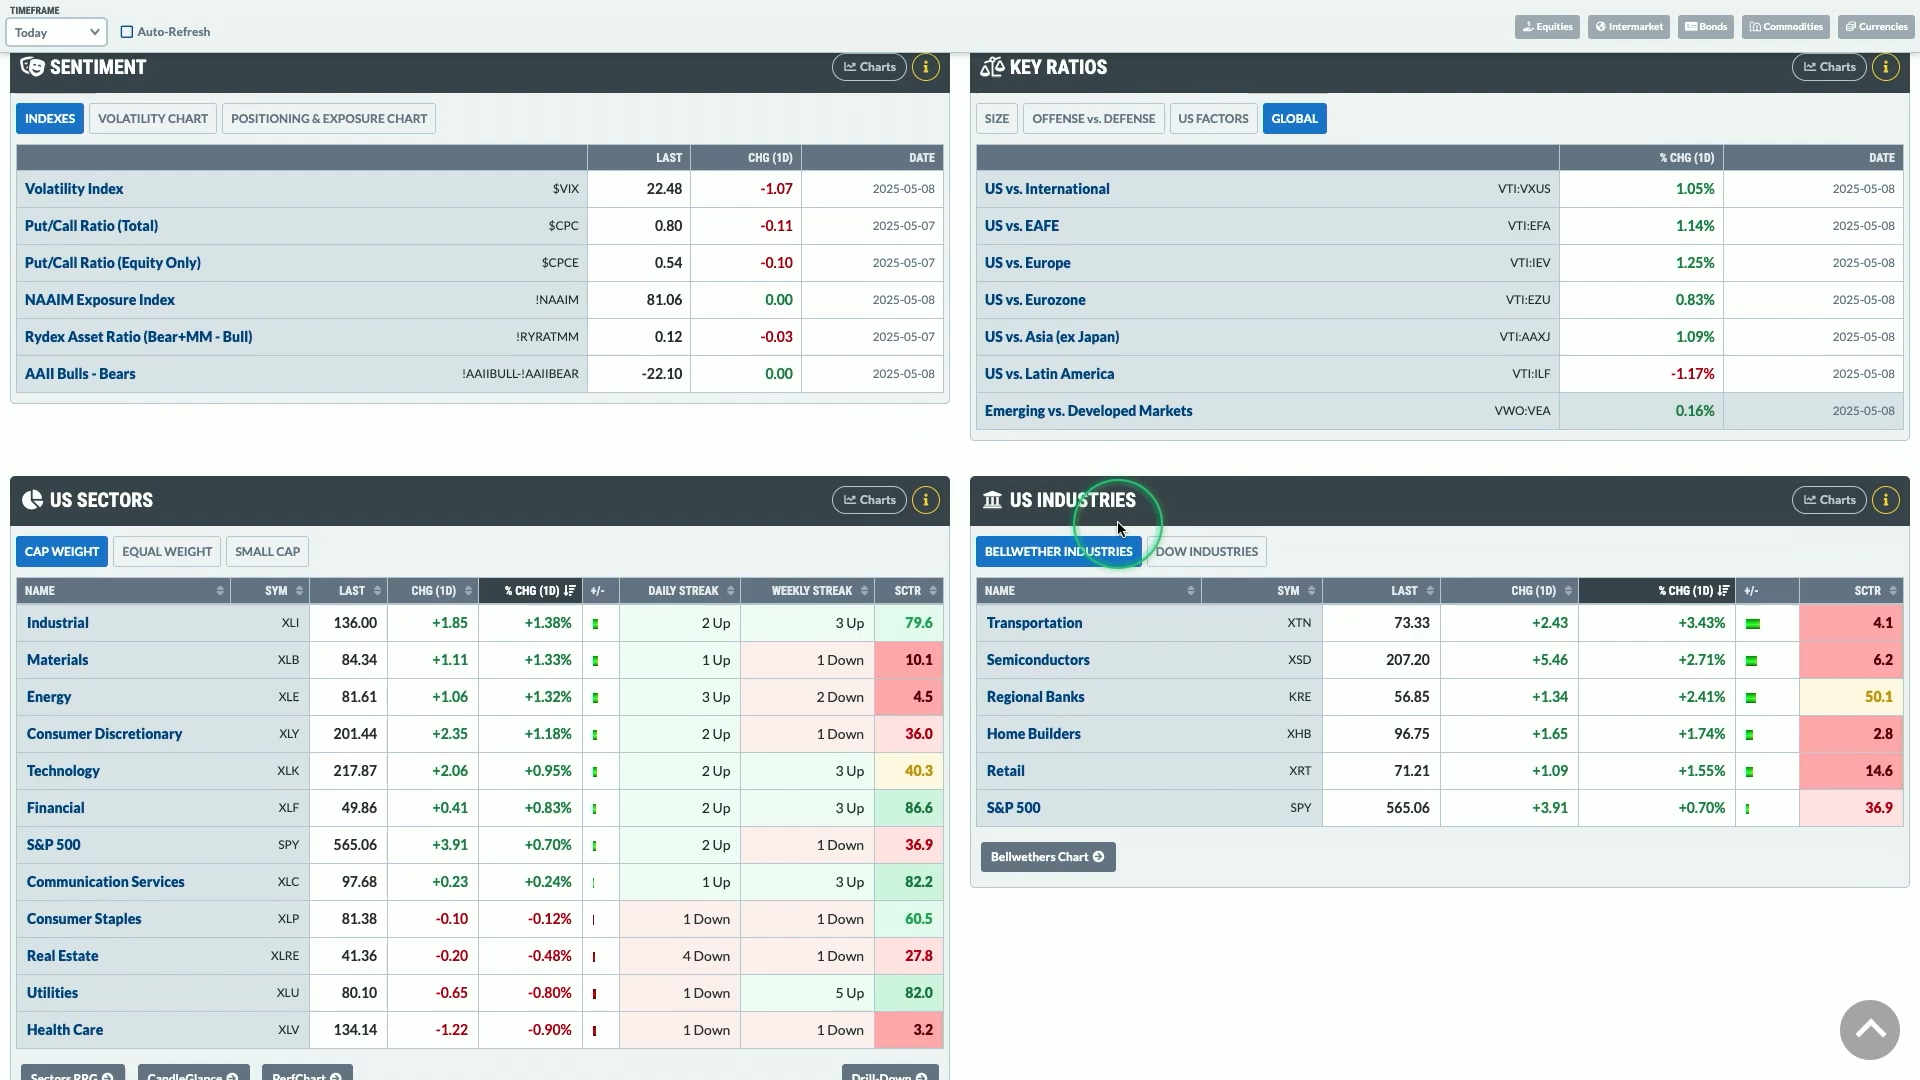 TIMEFRAME
Today
Auto-Refresh
Equities
Intermarket
Bonds
Commodities
Currencies
SENTIMENT
Charts
i
INDEXES
VOLATILITY CHART
POSITIONING & EXPOSURE CHART
LAST CHG (1D) DATE
Volatility Index $VIX 22.48 -1.07 2025-05-08
Put/Call Ratio (Total) $CPC 0.80 -0.11 2025-05-07
Put/Call Ratio (Equity Only) $CPCE 0.54 -0.10 2025-05-07
NAAIM Exposure Index !NAAIM 81.06 0.00 2025-05-08
Rydex Asset Ratio (Bear+MM - Bull) !RYRATMM 0.12 -0.03 2025-05-07
AAII Bulls - Bears !AAIIBULL-!AAIIBEAR -22.10 0.00 2025-05-08
KEY RATIOS
Charts
i
SIZE
OFFENSE vs. DEFENSE
US FACTORS
GLOBAL
% CHG (1D) DATE
US vs. International VTI:VXUS 1.05% 2025-05-08
US vs. EAFE VTI:EFA 1.14% 2025-05-08
US vs. Europe VTI:IEV 1.25% 2025-05-08
US vs. Eurozone VTI:EZU 0.83% 2025-05-08
US vs. Asia (ex Japan) VTI:AAXJ 1.09% 2025-05-08
US vs. Latin America VTI:ILF -1.17% 2025-05-08
Emerging vs. Developed Markets VWO:VEA 0.16% 2025-05-08
US SECTORS
Charts
i
CAP WEIGHT
EQUAL WEIGHT
SMALL CAP
NAME SYM LAST CHG (1D) % CHG (1D) +/- DAILY STREAK WEEKLY STREAK SCTR
Industrial XLI 136.00 +1.85 +1.38% 2 Up 3 Up 79.6
Materials XLB 84.34 +1.11 +1.33% 1 Up 1 Down 10.1
Energy XLE 81.61 +1.06 +1.32% 3 Up 2 Down 4.5
Consumer Discretionary XLY 201.44 +2.35 +1.18% 2 Up 1 Down 36.0
Technology XLK 217.87 +2.06 +0.95% 2 Up 3 Up 40.3
Financial XLF 49.86 +0.41 +0.83% 2 Up 3 Up 86.6
S&P 500 SPY 565.06 +3.91 +0.70% 2 Up 1 Down 36.9
Communication Services XLC 97.68 +0.23 +0.24% 1 Up 3 Up 82.2
Consumer Staples XLP 81.38 -0.10 -0.12% 1 Down 1 Down 60.5
Real Estate XLRE 41.36 -0.20 -0.48% 4 Down 1 Down 27.8
Utilities XLU 80.10 -0.65 -0.80% 1 Down 5 Up 82.0
Health Care XLV 134.14 -1.22 -0.90% 1 Down 1 Down 3.2
Sectors RRG
CandleGlance
PerfChart
Drill-Down
US INDUSTRIES
Charts
i
BELLWETHER INDUSTRIES
DOW INDUSTRIES
NAME SYM LAST CHG (1D) % CHG (1D) +/- SCTR
Transportation XTN 73.33 +2.43 +3.43% 4.1
Semiconductors XSD 207.20 +5.46 +2.71% 6.2
Regional Banks KRE 56.85 +1.34 +2.41% 50.1
Home Builders XHB 96.75 +1.65 +1.74% 2.8
Retail XRT 71.21 +1.09 +1.55% 14.6
S&P 500 SPY 565.06 +3.91 +0.70% 36.9
Bellwethers Chart